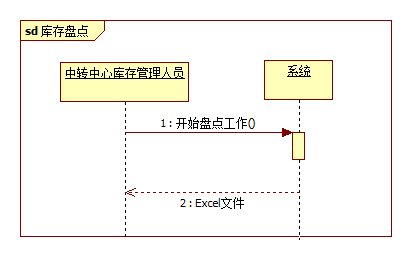 sd 库存盘点
中转中心库存管理人员
系统
1 : 开始盘点工作()
2 : Excel文件